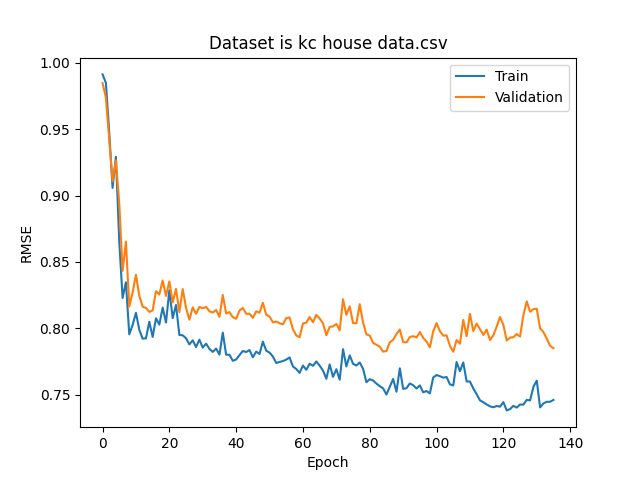 Dataset is kc house data.csv
1.00
0.95
0.90
0.85
0.80
0.75
RMSE
Train
Validation
0 20 40 60 80 100 120 140
Epoch